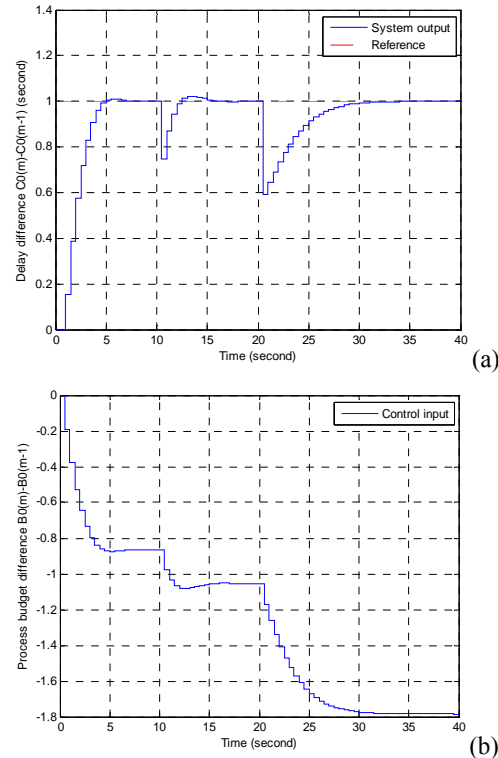 1.4
1.2
1
0.8
0.6
0.4
0.2
0
System output
Reference
Delay difference C0(m)-C0(m-1) (second)
0 5 10 15 20 25 30 35 40
Time (second)
(a)
0
-0.2
-0.4
-0.6
-0.8
-1
-1.2
-1.4
-1.6
-1.8
Control input
Process budget difference B0(m)-B0(m-1)
0 5 10 15 20 25 30 35 40
Time (second)
(b)